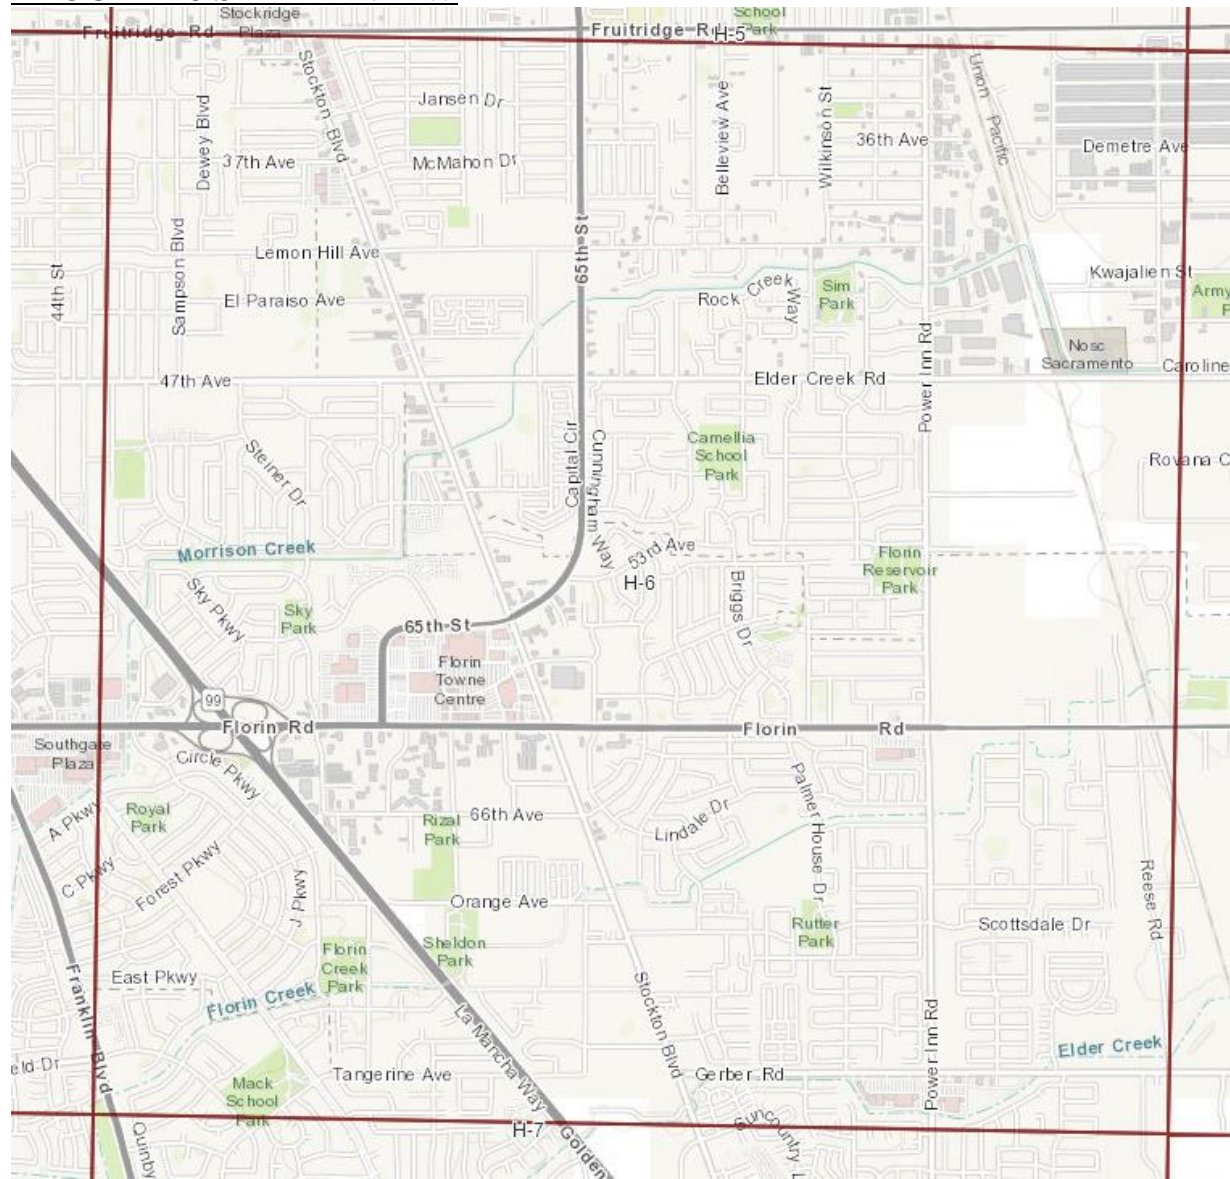 Stockridge
Plaza
School
Park
Fruitridge Rd
Fruitridge Rd
H-5
Stockton Blvd
Jansen Dr
Dewey Blvd
Belleview Ave
Wilkinson St
Union Pacific
36th Ave
Demetre Ave
37th Ave
McMahon Dr
65th St
Sampson Blvd
Lemon Hill Ave
44th St
El Paraiso Ave
Rock Creek Way
Sim
Park
Kwajalien St
Army
Power Inn Rd
Nosc
Sacramento
Caroline
47th Ave
Elder Creek Rd
Steiner Dr
Capital Cir
Cunningham Way
Camellia
School
Park
Rovana C
Morrison Creek
53rd Ave
H-6
Florin
Reservoir
Park
Sky Pkwy
Sky
Park
Briggs Dr
65th St
Florin
Towne
Centre
99
Florin Rd
Florin Rd
Southgate
Plaza
Circle Pkwy
A Pkwy
Royal
Park
Rizal
Park
66th Ave
Lindale Dr
Palmer House Dr
C Pkwy
Forest Pkwy
J Pkwy
Orange Ave
Reese Rd
Rutter
Park
Scottsdale Dr
Sheldon
Park
Florin
Creek
Park
East Pkwy
Florin Creek
Franklin Blvd
La Mancha Way
Stockton Blvd
Power Inn Rd
Elder Creek
eld Dr
Mack
School
Park
Tangerine Ave
Gerber Rd
H-7
Suncountry L
Quinby
Golden